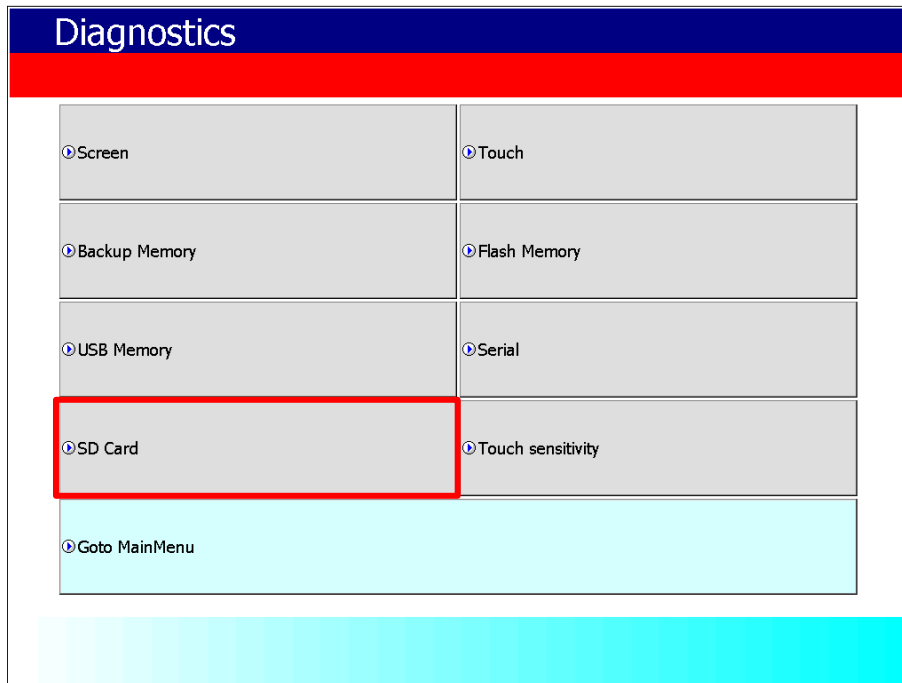 Diagnostics
Screen
Touch
Backup Memory
Flash Memory
USB Memory
Serial
SD Card
Touch sensitivity
Goto MainMenu